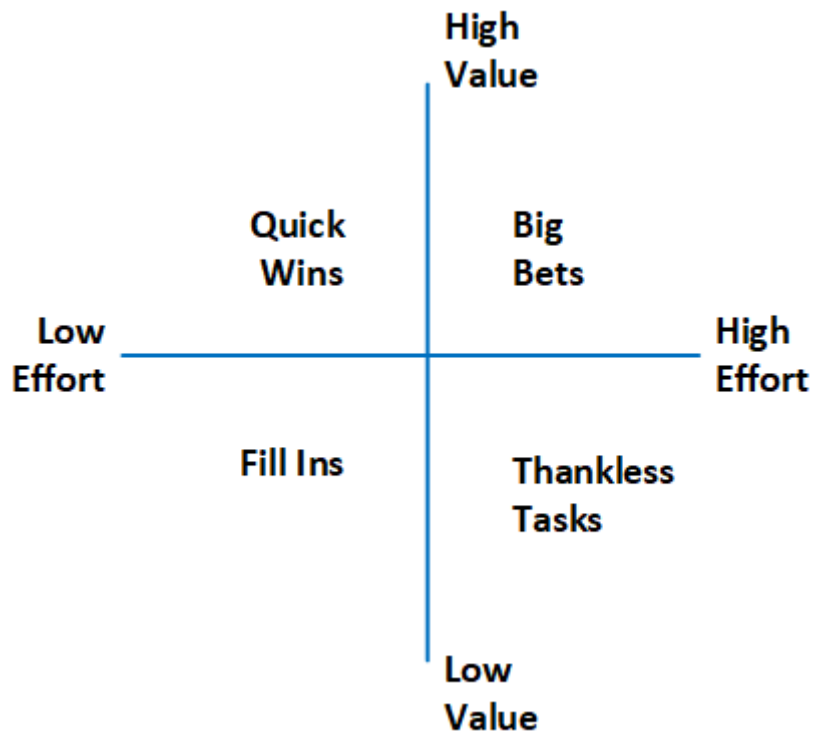 High
Value
Quick
Wins
Big
Bets
Low
Effort
High
Effort
Fill Ins
Thankless
Tasks
Low
Value